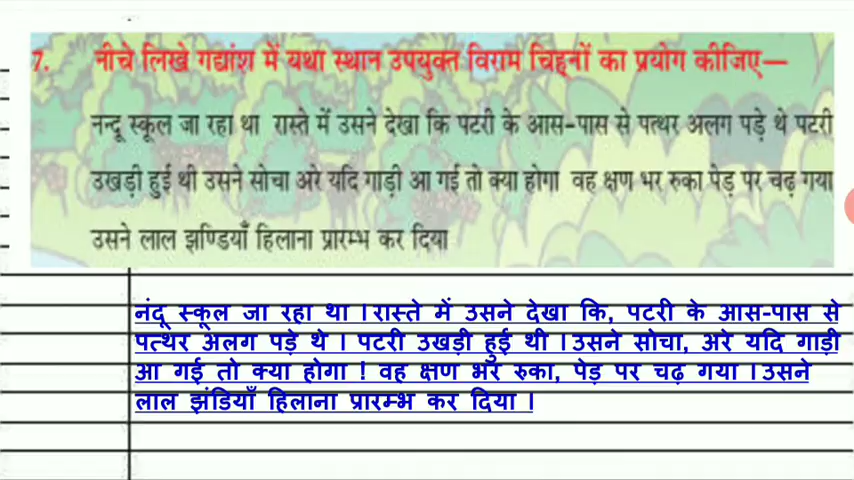 7. नीचे लिखे गद्यांश में यथा स्थान उपयुक्त विराम चिह्नों का प्रयोग कीजिए—
नन्दू स्कूल जा रहा था रास्ते में उसने देखा कि पटरी के आस-पास से पत्थर अलग पड़े थे पटरी
उखड़ी हुई थी उसने सोचा अरे यदि गाड़ी आ गई तो क्या होगा वह क्षण भर रुका पेड़ पर चढ़ गया
उसने लाल झण्डियाँ हिलाना प्रारम्भ कर दिया
नंदू स्कूल जा रहा था । रास्ते में उसने देखा कि, पटरी के आस-पास से
पत्थर अलग पड़े थे । पटरी उखड़ी हुई थी । उसने सोचा, अरे यदि गाड़ी
आ गई तो क्या होगा ! वह क्षण भर रुका, पेड़ पर चढ़ गया । उसने
लाल झंडियाँ हिलाना प्रारम्भ कर दिया ।